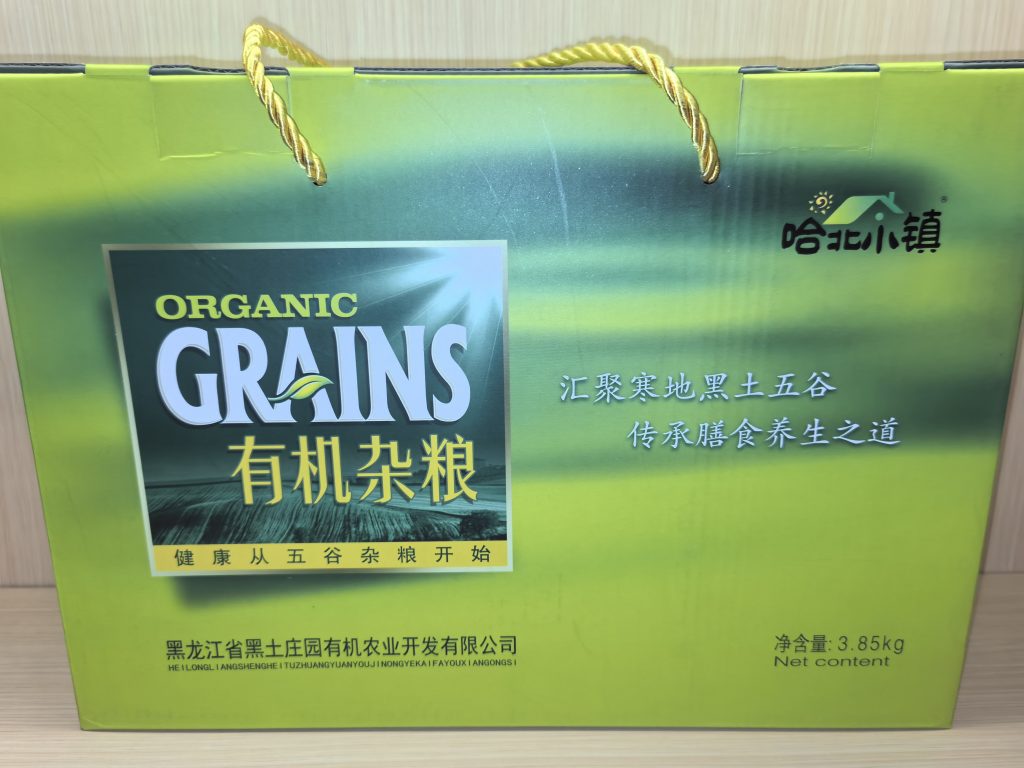 哈北小镇®
ORGANIC
GRAINS
有机杂粮
健康从五谷杂粮开始
汇聚寒地黑土五谷
传承膳食养生之道
黑龙江省黑土庄园有机农业开发有限公司
HEILONGLIANGSHENGHEITUZHUANGYUANYOUJINONGYEKAIFAYOUXIANGONGSI
净含量: 3.85kg
Net content